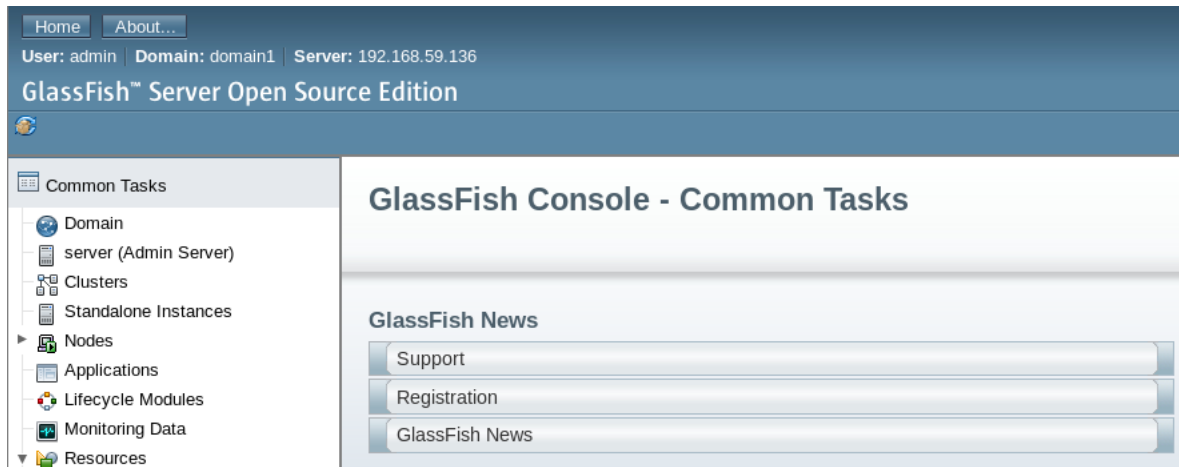 Home About...
User: admin Domain: domain1 Server: 192.168.59.136
GlassFish™ Server Open Source Edition
Common Tasks
Domain
server (Admin Server)
Clusters
Standalone Instances
Nodes
Applications
Lifecycle Modules
Monitoring Data
Resources
GlassFish Console - Common Tasks
GlassFish News
Support
Registration
GlassFish News